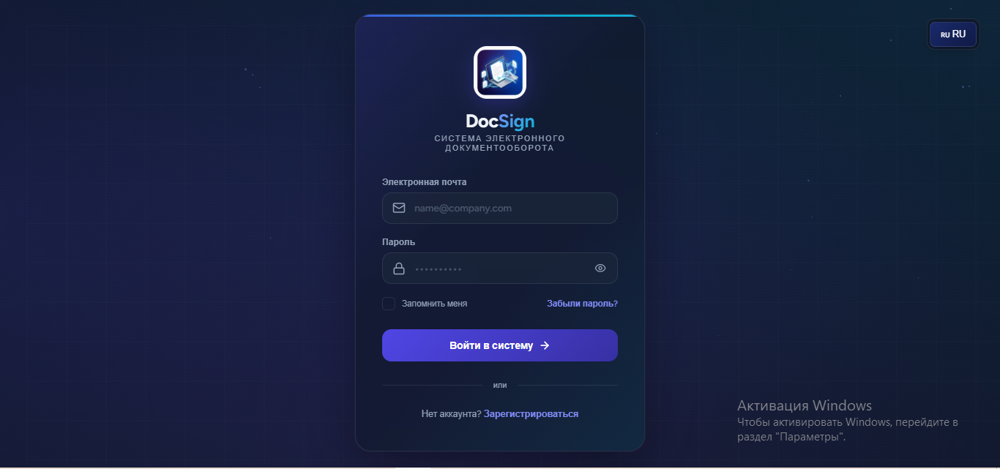 RU RU
DocSign
СИСТЕМА ЭЛЕКТРОННОГО
ДОКУМЕНТООБОРОТА
Электронная почта
name@company.com
Пароль
••••••••••
Запомнить меня
Забыли пароль?
Войти в систему →
или
Нет аккаунта? Зарегистрироваться
Активация Windows
Чтобы активировать Windows, перейдите в
раздел "Параметры".